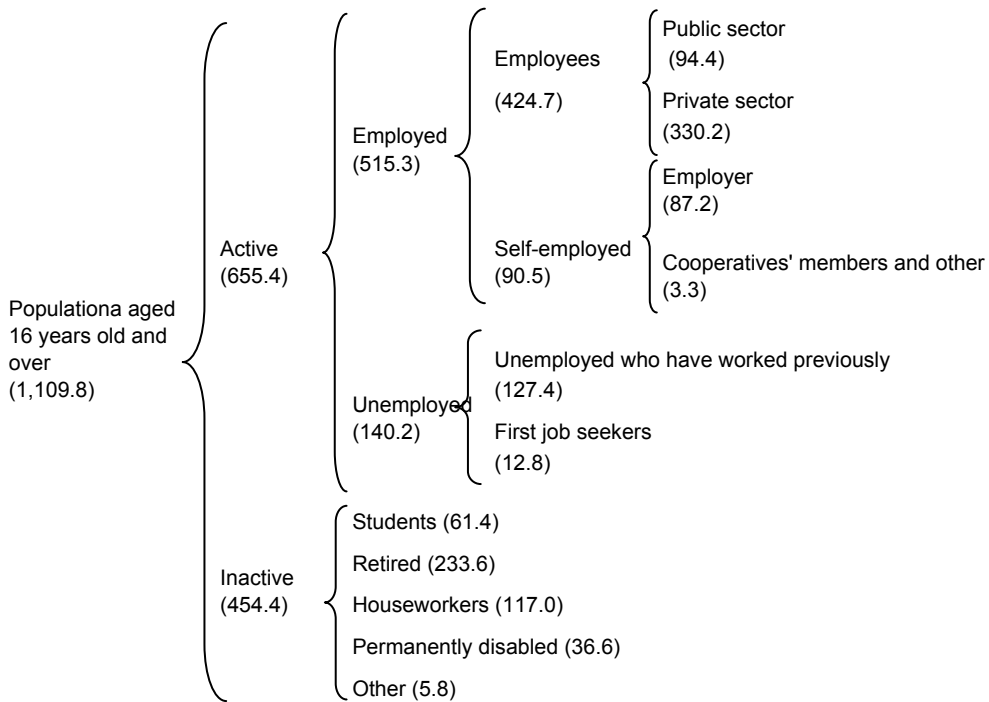 Populationa aged
16 years old and
over
(1,109.8)
Active
(655.4)
Employed
(515.3)
Employees
(424.7)
Public sector
(94.4)
Private sector
(330.2)
Self-employed
(90.5)
Employer
(87.2)
Cooperatives' members and other
(3.3)
Unemployed
(140.2)
Unemployed who have worked previously
(127.4)
First job seekers
(12.8)
Inactive
(454.4)
Students (61.4)
Retired (233.6)
Houseworkers (117.0)
Permanently disabled (36.6)
Other (5.8)